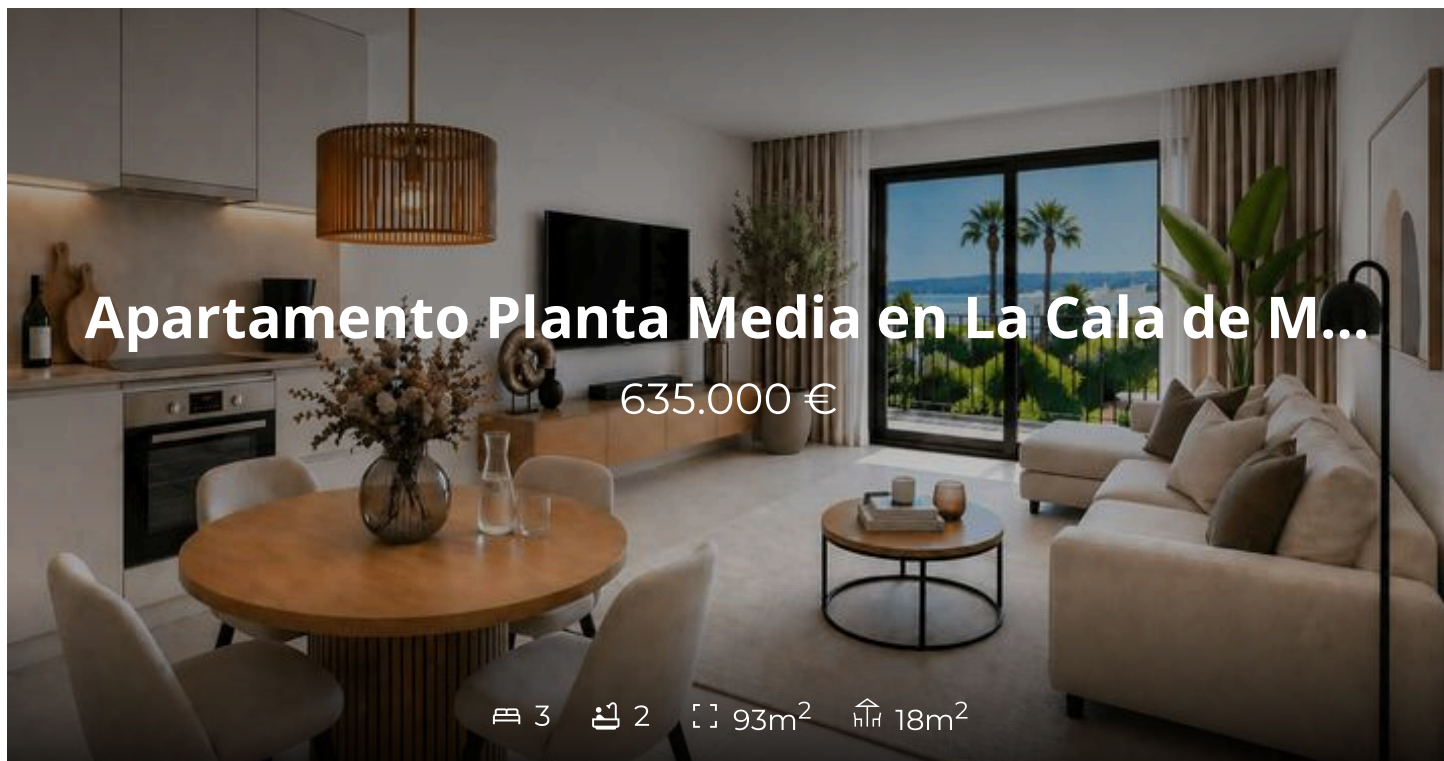 Apartamento Planta Media en La Cala de M...
635.000 €
3 2 93m² 18m²